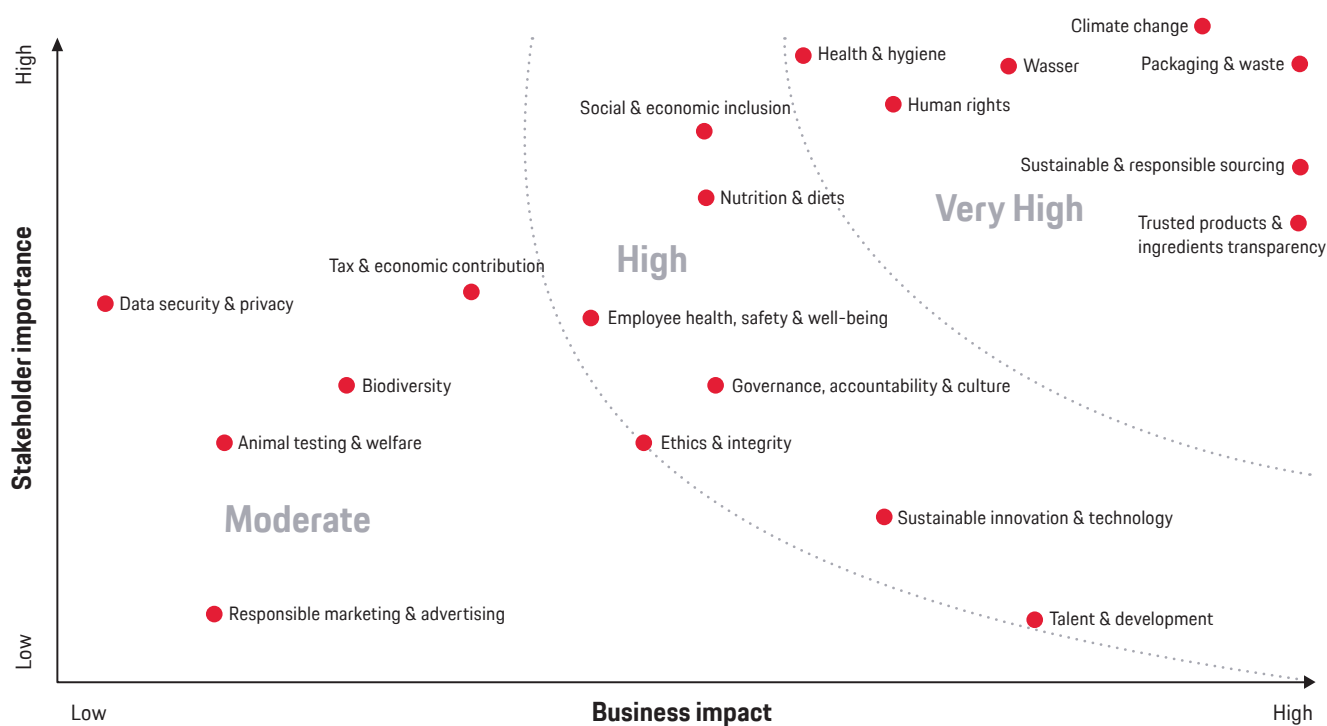 Climate change
High
Health & hygiene
Wasser
Packaging & waste
Social & economic inclusion
Human rights
Sustainable & responsible sourcing
Nutrition & diets
Very High
Trusted products &
ingredients transparency
High
Tax & economic contribution
Data security & privacy
Employee health, safety & well-being
Stakeholder importance
Biodiversity
Governance, accountability & culture
Animal testing & welfare
Ethics & integrity
Moderate
Sustainable innovation & technology
Responsible marketing & advertising
Talent & development
Low
Low
Business impact
High